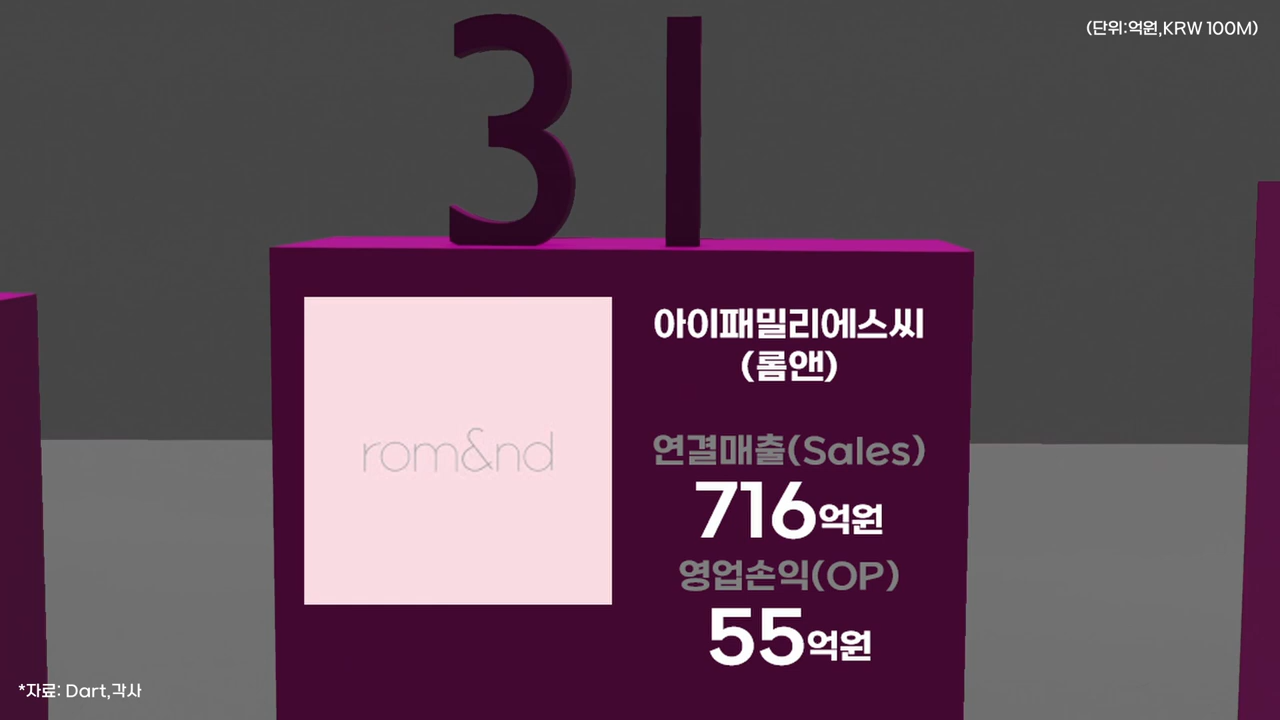 (단위:억원,KRW 100M)
31
rom&nd
아이패밀리에스씨
(롬앤)
연결매출(Sales)
716억원
영업손익(OP)
55억원
*자료: Dart,각사